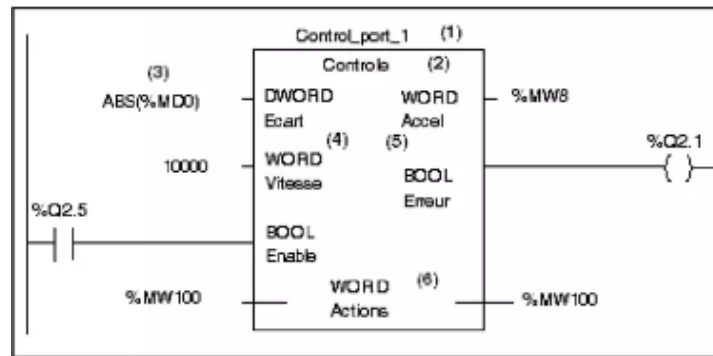 Control_port_1 (1)
Controle (2)
(3)
ABS(%MD0)
DWORD
Ecart
WORD
Accel
%MW8
(4)
(5)
10000
WORD
Vitesse
BOOL
Erreur
%Q2.1
%Q2.5
BOOL
Enable
%MW100
WORD (6)
Actions
%MW100